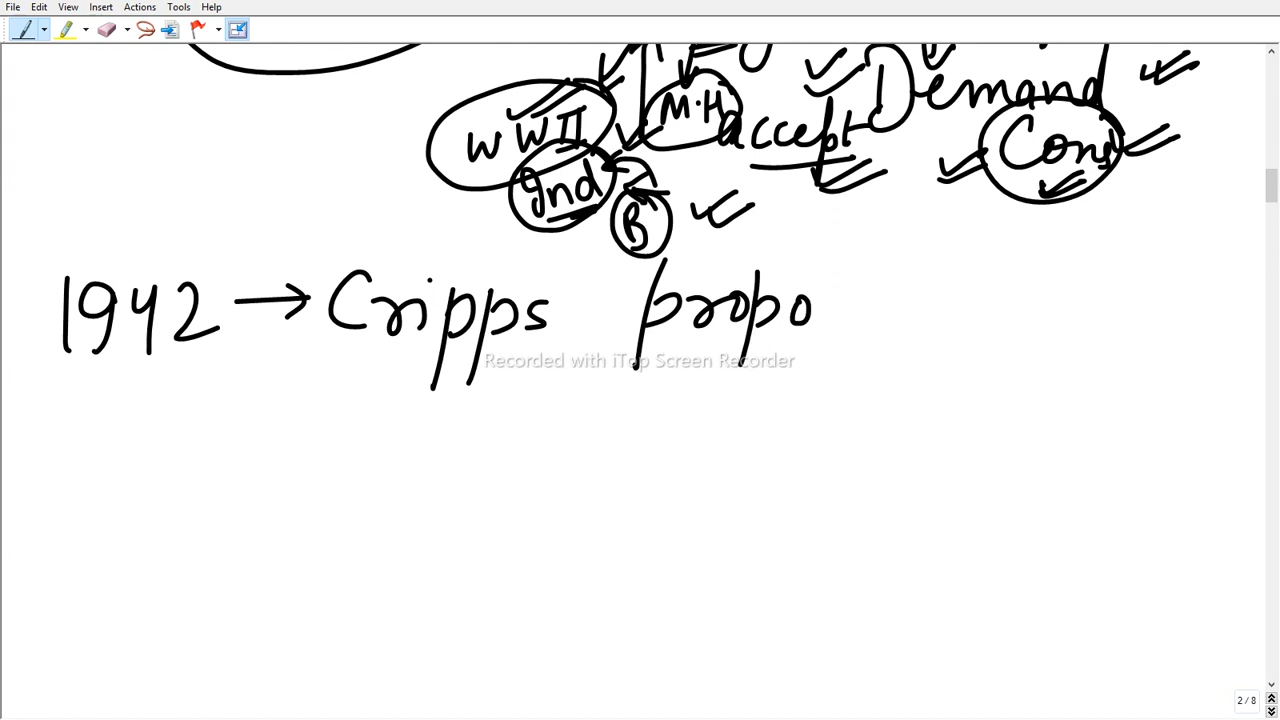 File Edit View Insert Actions Tools Help
WWII M.H accept Demand Cons
Ind
B
1942 → Cripps propo
Recorded with iTop Screen Recorder
2 / 8